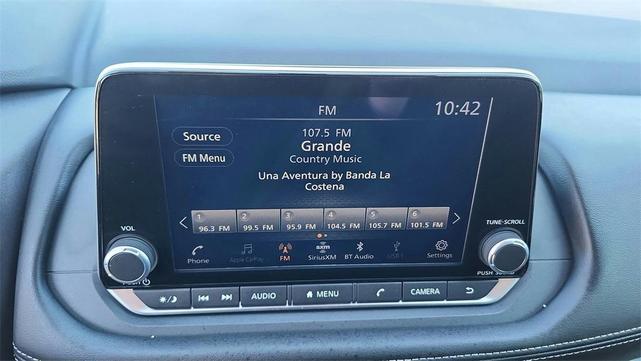 FM
10:42
Source
107.5 FM
Grande
FM Menu
Country Music
Una Aventura by Banda La
Costena
1 2 3 4 5 6
96.3 FM 99.5 FM 95.9 FM 104.5 FM 105.7 FM 101.5 FM
VOL
TUNE·SCROLL
sxm
Phone Apple CarPlay FM SiriusXM BT Audio USB 1 Settings
PUSH
PUSH SOUND
AUDIO MENU CAMERA